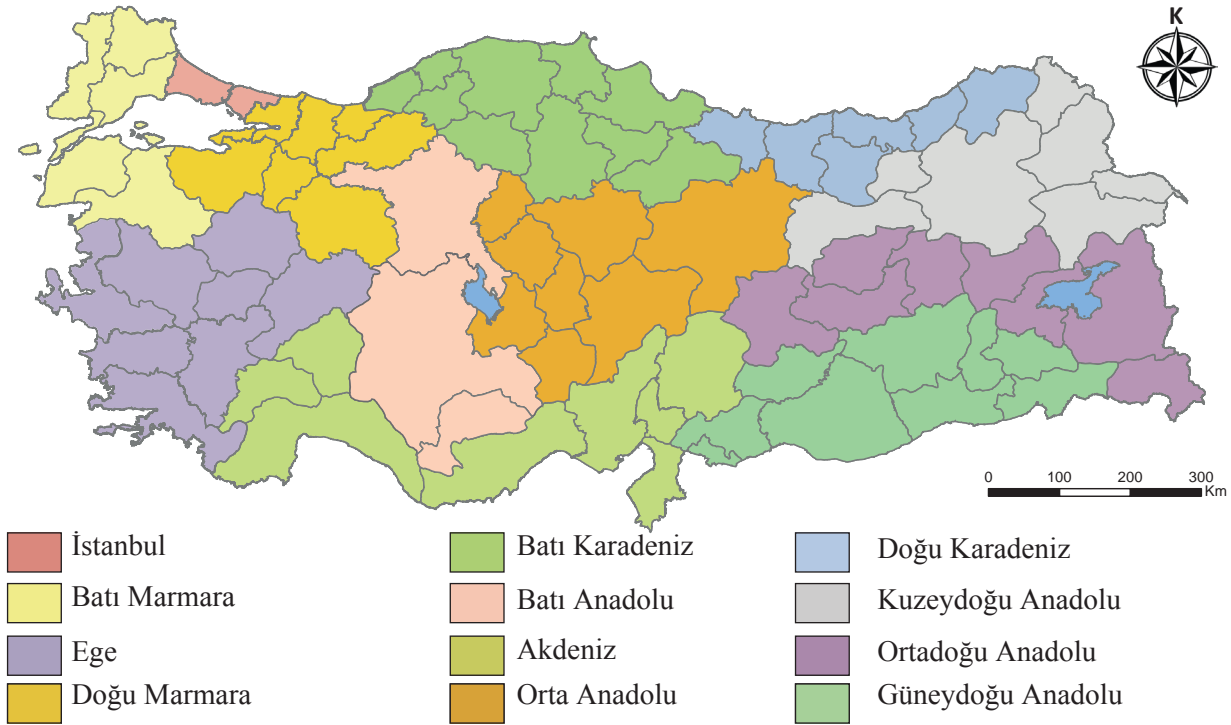 K
0 100 200 300
Km
İstanbul
Batı Marmara
Ege
Doğu Marmara
Batı Karadeniz
Batı Anadolu
Akdeniz
Orta Anadolu
Doğu Karadeniz
Kuzeydoğu Anadolu
Ortadoğu Anadolu
Güneydoğu Anadolu